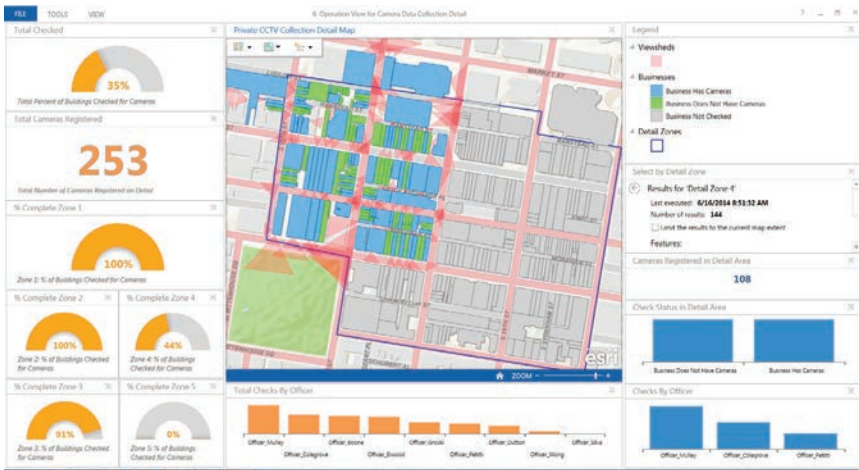 FILE TOOLS VIEW
6. Operation View for Camera Data Collection Detail
Total Checked
35%
Total Percent of Buildings Checked for Cameras
Total Cameras Registered
253
Total Number of Cameras Registered on Detail
% Complete Zone 1
100%
Zone 1: % of Buildings Checked for Cameras
% Complete Zone 2
100%
Zone 2: % of Buildings Checked
for Cameras
% Complete Zone 4
44%
Zone 4: % of Buildings
Checked for Cameras
% Complete Zone 3
91%
Zone 3: % of Buildings Checked
for Cameras
% Complete Zone 5
0%
Zone 5: % of Buildings
Checked for Cameras
Private CCTV Collection Detail Map
MARKET ST
esri
ZOOM
Total Checks By Officer
Officer_Mulley
Officer_Colegrove
Officer_Boone
Officer_Elwood
Officer_Pettiti
Officer_Dutton
Officer_Wong
Officer_Silva
Legend
Viewsheds
Businesses
Business Has Cameras
Business Does Not Have Cameras
Business Not Checked
Detail Zones
Select by Detail Zone
Results for 'Detail Zone 4'
Last executed: 6/16/2014 8:51:52 AM
Number of results: 144
Limit the results to the current map extent
Features:
Cameras Registered in Detail Area
108
Check Status in Detail Area
Business Does Not Have Cameras
Business Has Cameras
Checks By Officer
Officer_Mulley
Officer_Colegrove
Officer_Pettiti